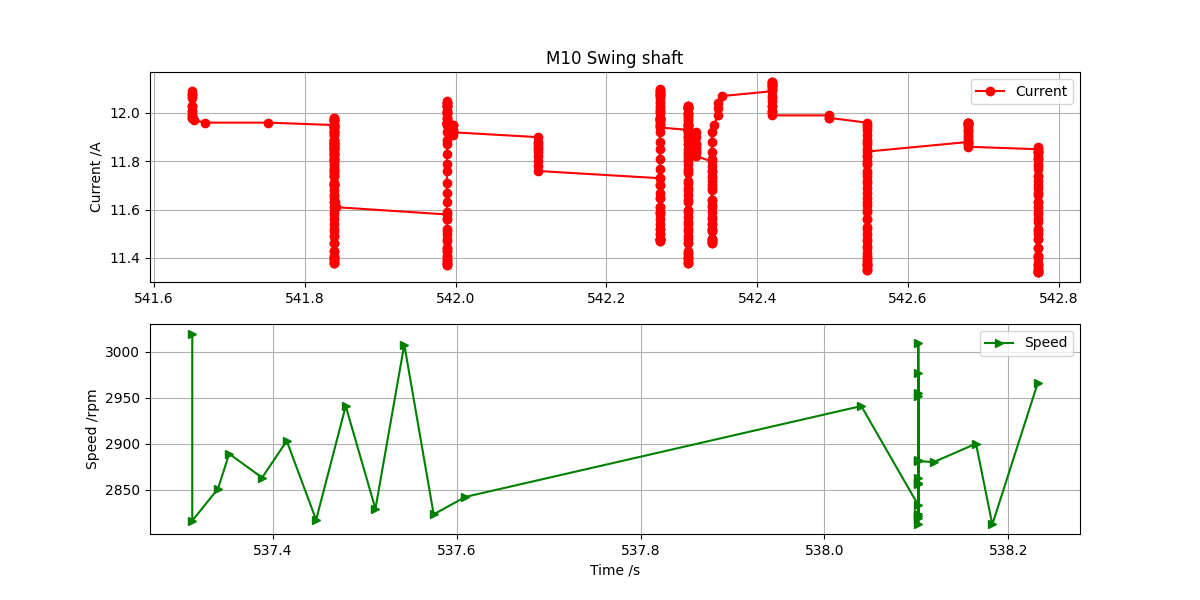 M10 Swing shaft
Current /A
12.0
11.8
11.6
11.4
Current
541.6 541.8 542.0 542.2 542.4 542.6 542.8
Speed /rpm
3000
2950
2900
2850
Speed
537.4 537.6 537.8 538.0 538.2
Time /s